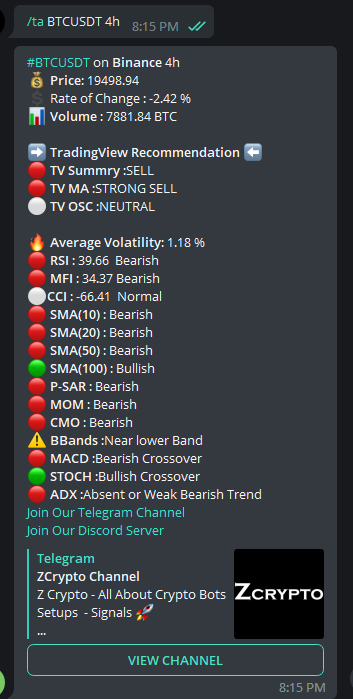 /ta BTCUSDT 4h
8:15 PM
#BTCUSDT on Binance 4h
Price: 19498.94
Rate of Change : -2.42 %
Volume : 7881.84 BTC
TradingView Recommendation
TV Summry :SELL
TV MA :STRONG SELL
TV OSC :NEUTRAL
Average Volatility: 1.18 %
RSI : 39.66 Bearish
MFI : 34.37 Bearish
CCI : -66.41 Normal
SMA(10) : Bearish
SMA(20) : Bearish
SMA(50) : Bearish
SMA(100) : Bullish
P-SAR : Bearish
MOM : Bearish
CMO : Bearish
BBands :Near lower Band
MACD :Bearish Crossover
STOCH :Bullish Crossover
ADX :Absent or Weak Bearish Trend
Join Our Telegram Channel
Join Our Discord Server
Telegram
ZCrypto Channel
Z Crypto - All About Crypto Bots
Setups - Signals 🚀
...
ZCRYPTO
VIEW CHANNEL
8:15 PM